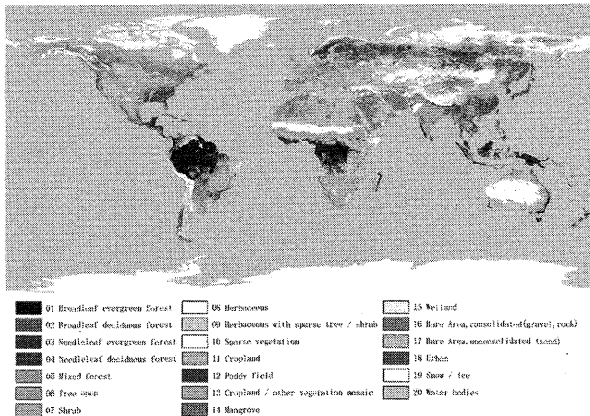 01 Broadleaf evergreen forest
02 Broadleaf deciduous forest
03 Needleleaf evergreen forest
04 Needleleaf deciduous forest
05 Mixed forest
06 Tree open
07 Shrub
08 Herbaceous
09 Herbaceous with sparse tree / shrub
10 Sparse vegetation
11 Cropland
12 Paddy field
13 Cropland / other vegetation mosaic
14 Mangrove
15 Wetland
16 Bare Area,consolidated(gravel,rock)
17 Bare Area,unconsolidated (sand)
18 Urban
19 Snow / Ice
20 Water bodies